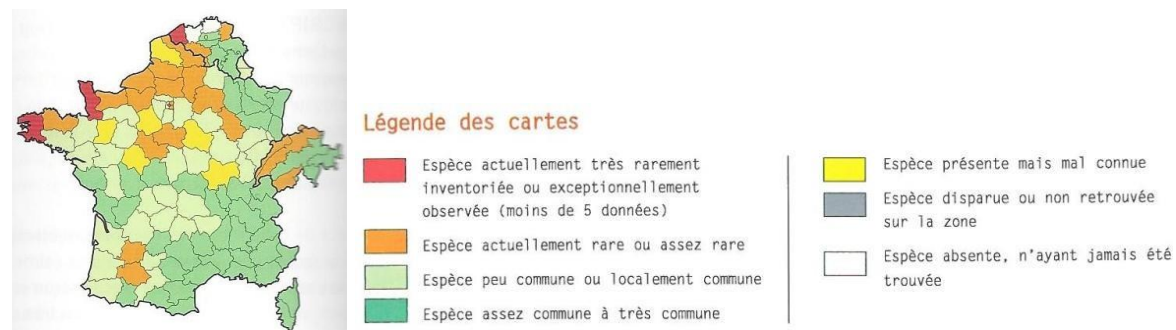 Légende des cartes
Espèce actuellement très rarement
inventoriée ou exceptionnellement
observée (moins de 5 données)
Espèce actuellement rare ou assez rare
Espèce peu commune ou localement commune
Espèce assez commune à très commune
Espèce présente mais mal connue
Espèce disparue ou non retrouvée
sur la zone
Espèce absente, n'ayant jamais été
trouvée